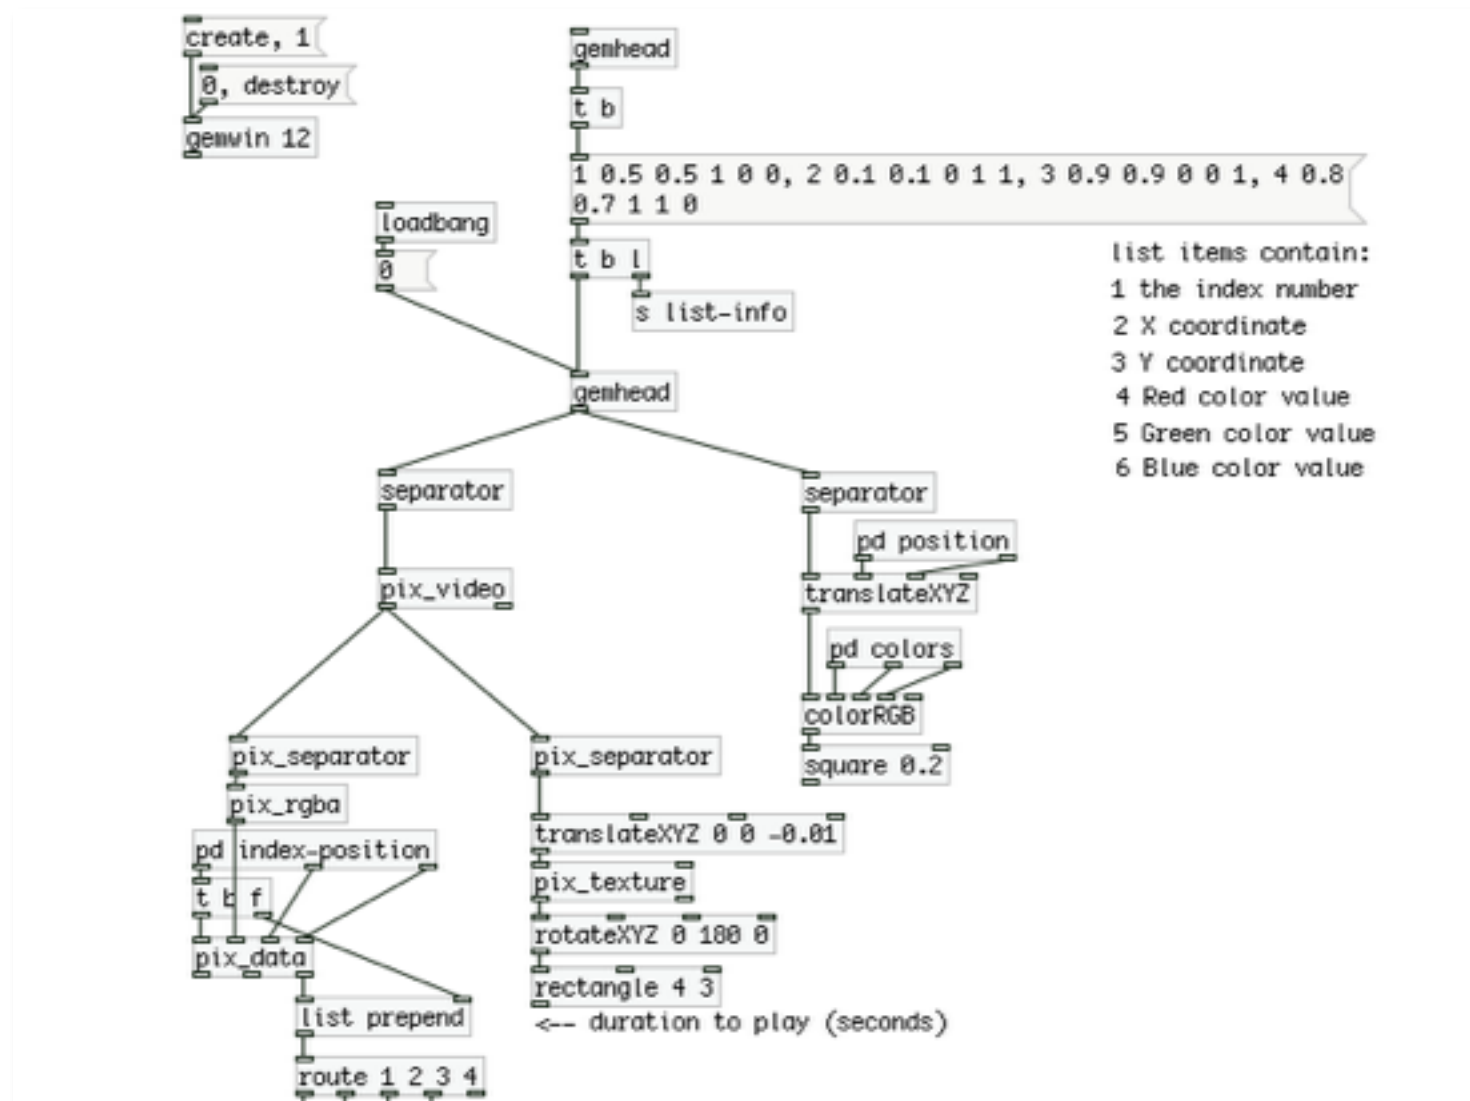 create, 1
0, destroy
gemwin 12
gemhead
t b
1 0.5 0.5 1 0 0, 2 0.1 0.1 0 1 1, 3 0.9 0.9 0 0 1, 4 0.8
0.7 1 1 0
loadbang
0
t b l
s list-info
gemhead
list items contain:
1 the index number
2 X coordinate
3 Y coordinate
4 Red color value
5 Green color value
6 Blue color value
separator
separator
pd position
pix_video
translateXYZ
pd colors
colorRGB
square 0.2
pix_separator
pix_separator
pix_rgba
translateXYZ 0 0 -0.01
pd index-position
pix_texture
t b f
rotateXYZ 0 180 0
pix_data
rectangle 4 3
list prepend
<-- duration to play (seconds)
route 1 2 3 4